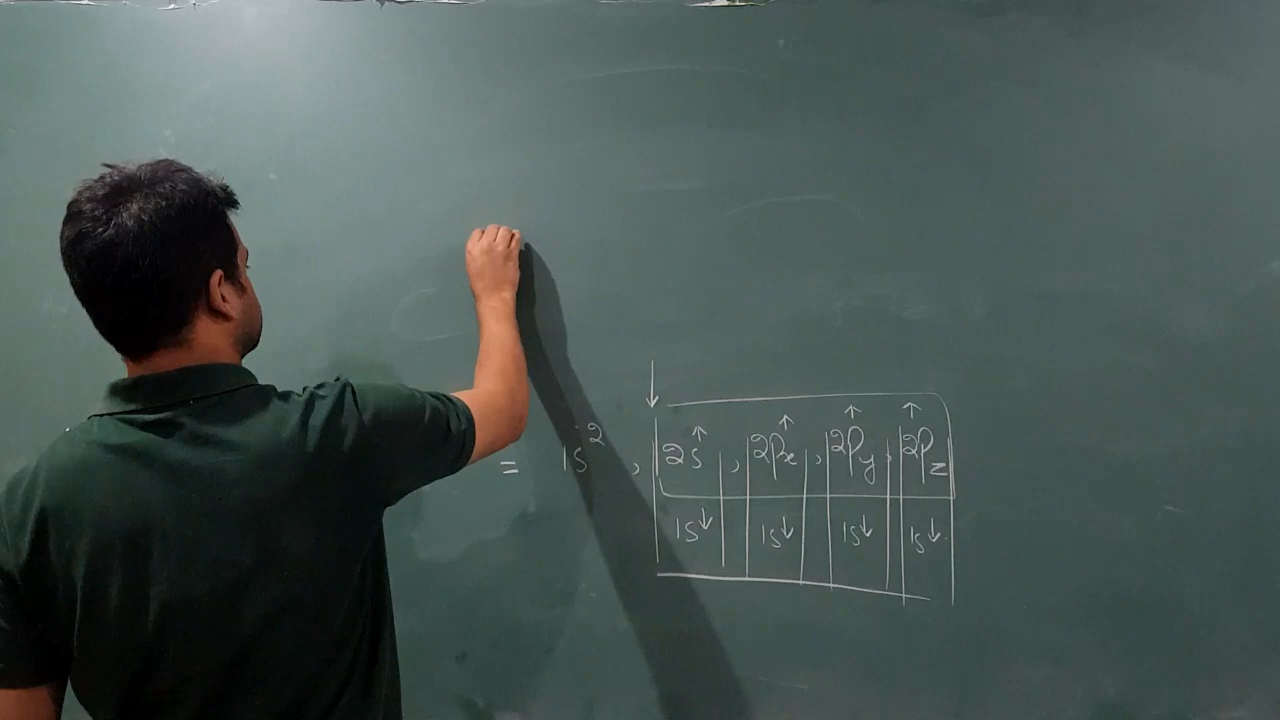 = 1s², 2s↑, 2Px↑, 2Py↑, 2Pz↑
1s↓ 1s↓ 1s↓ 1s↓